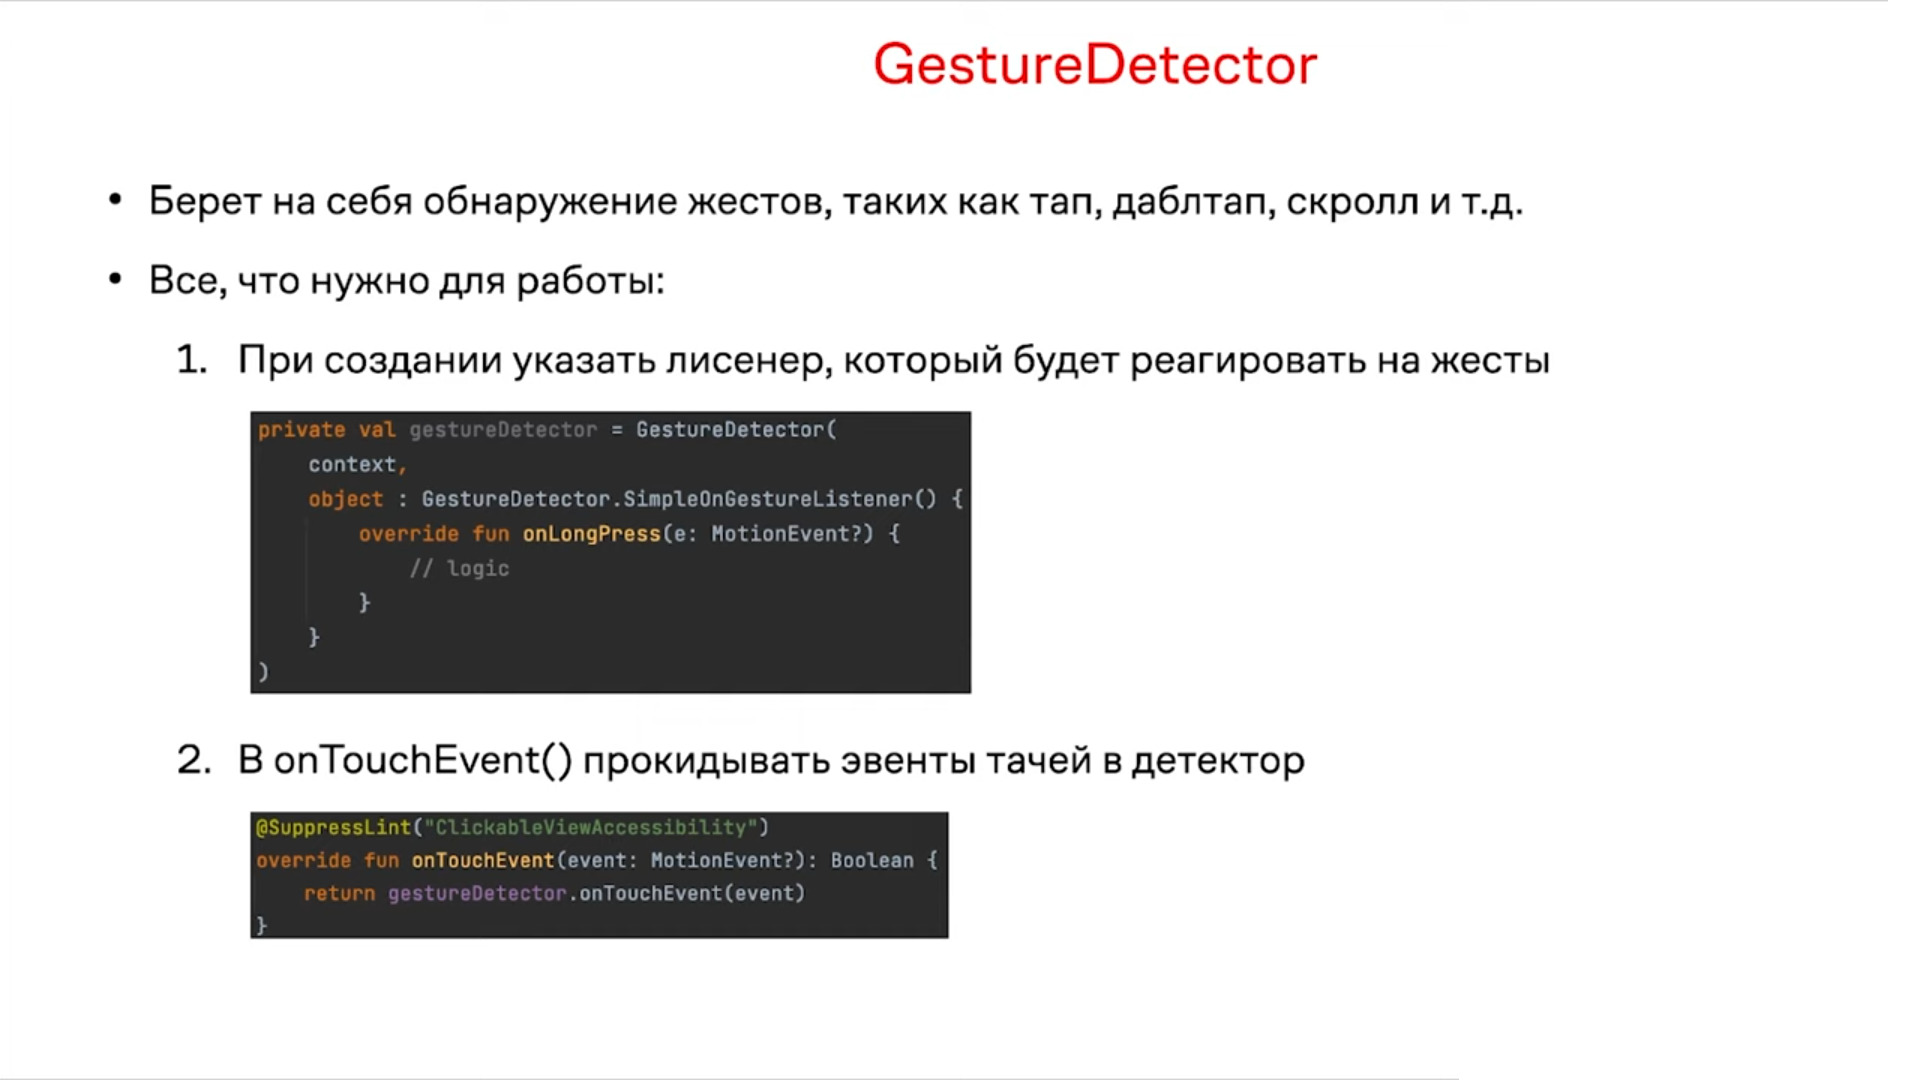 GestureDetector
• Берет на себя обнаружение жестов, таких как тап, даблтап, скролл и т.д.
• Все, что нужно для работы:
1. При создании указать лисенер, который будет реагировать на жесты
private val gestureDetector = GestureDetector(
    context,
    object : GestureDetector.SimpleOnGestureListener() {
        override fun onLongPress(e: MotionEvent?) {
            // logic
        }
    }
)
2. В onTouchEvent() прокидывать эвенты тачей в детектор
@SuppressLint("ClickableViewAccessibility")
override fun onTouchEvent(event: MotionEvent?): Boolean {
    return gestureDetector.onTouchEvent(event)
}